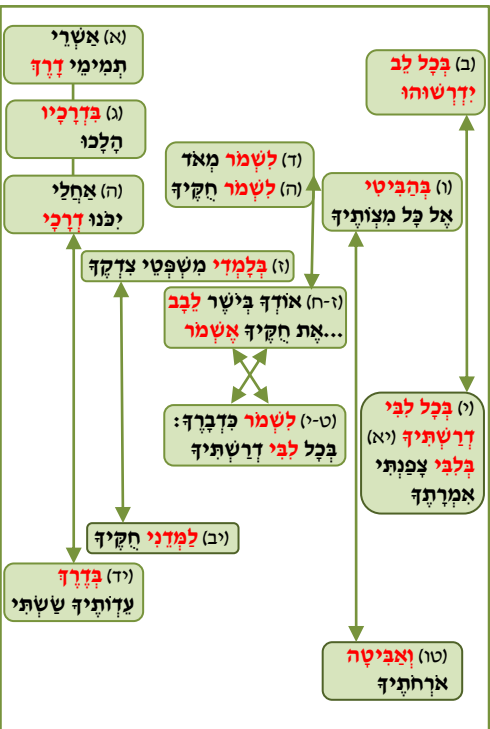 (א) אַשְׁרֵי
תְמִימֵי דָרֶךְ
(ב) בְּכָל לֵב
יִדְרְשׁוּהוּ
(ג) בִּדְרָכָיו
הָלָכוּ
(ד) לִשְׁמֹר מְאֹד
(ה) לִשְׁמֹר חֻקֶּיךָ
(ה) אַחֲלַי
יִכֹּנוּ דְרָכָי
(ו) בְּהַבִּיטִי
אֶל כָּל מִצְוֹתֶיךָ
(ז) בְּלָמְדִי מִשְׁפְּטֵי צִדְקֶךָ
(ז-ח) אוֹדְךָ בְּיֹשֶׁר לֵבָב
...אֶת חֻקֶּיךָ אֶשְׁמֹר
(ט-י) לִשְׁמֹר כִּדְבָרֶךָ:
בְּכָל לִבִּי דְרַשְׁתִּיךָ
(י) בְּכָל לִבִּי
דְרַשְׁתִּיךָ (יא)
בְּלִבִּי צָפַנְתִּי
אִמְרָתֶךָ
(יב) לַמְּדֵנִי חֻקֶּיךָ
(יד) בְּדֶרֶךְ
עֵדְוֹתֶיךָ שַׂשְׂתִּי
(טו) וְאַבִּיטָה
אֹרְחֹתֶיךָ